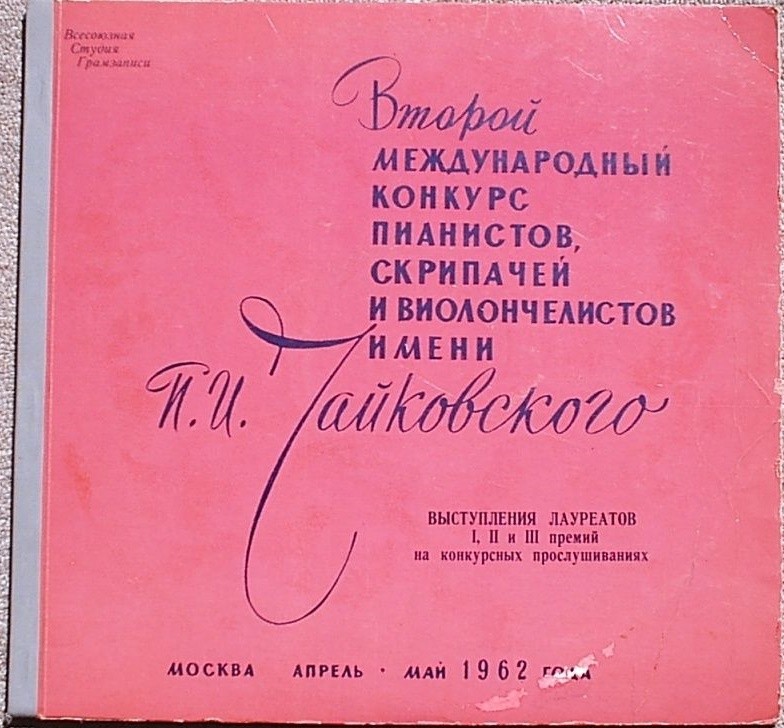 Всесоюзная
Студия
Грамзаписи
Второй
МЕЖДУНАРОДНЫЙ
КОНКУРС
ПИАНИСТОВ,
СКРИПАЧЕЙ
И ВИОЛОНЧЕЛИСТОВ
ИМЕНИ
П.И. Чайковского
ВЫСТУПЛЕНИЯ ЛАУРЕАТОВ
I, II и III премий
на конкурсных прослушиваниях
МОСКВА АПРЕЛЬ · МАЙ 1962 ГОДА